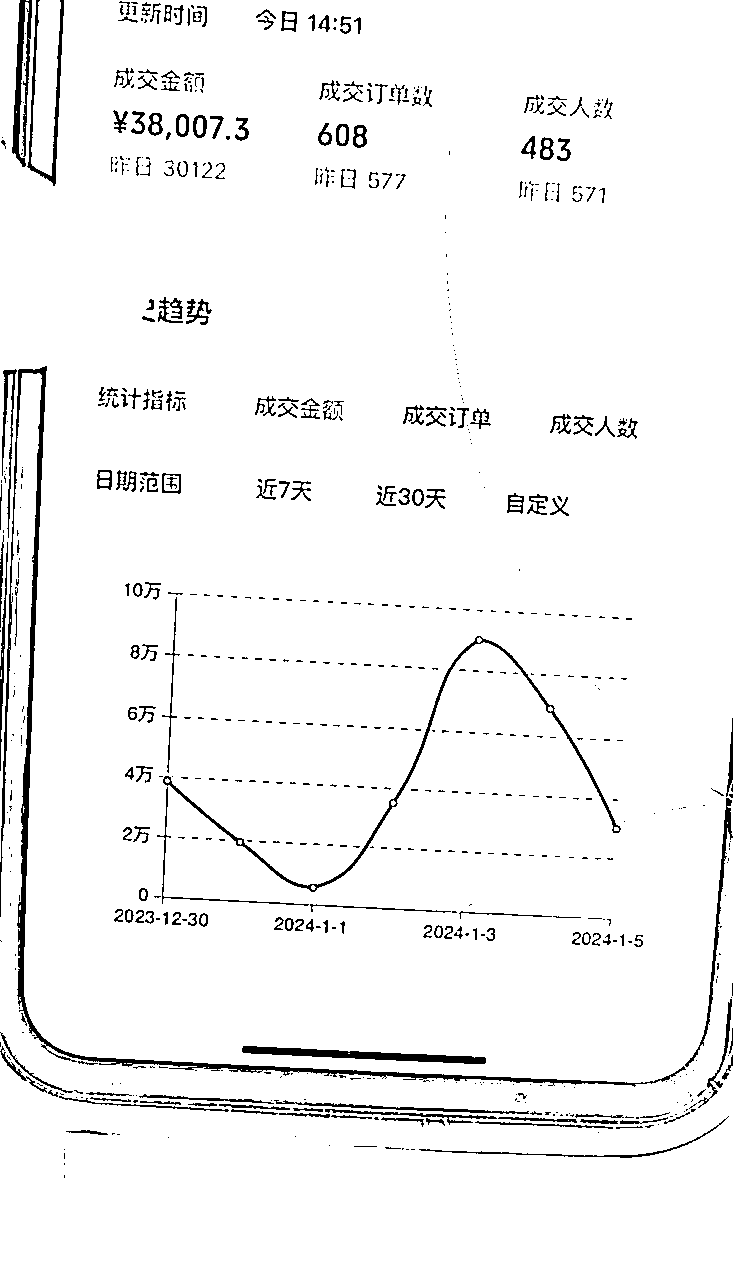 更新时间 今日 14:51
成交金额 成交订单数 成交人数
¥38,007.3 608 483
昨日 30122 昨日 577 昨日 571
趋势
统计指标 成交金额 成交订单 成交人数
日期范围 近7天 近30天 自定义
10万
8万
6万
4万
2万
0
2023-12-30 2024-1-1 2024-1-3 2024-1-5